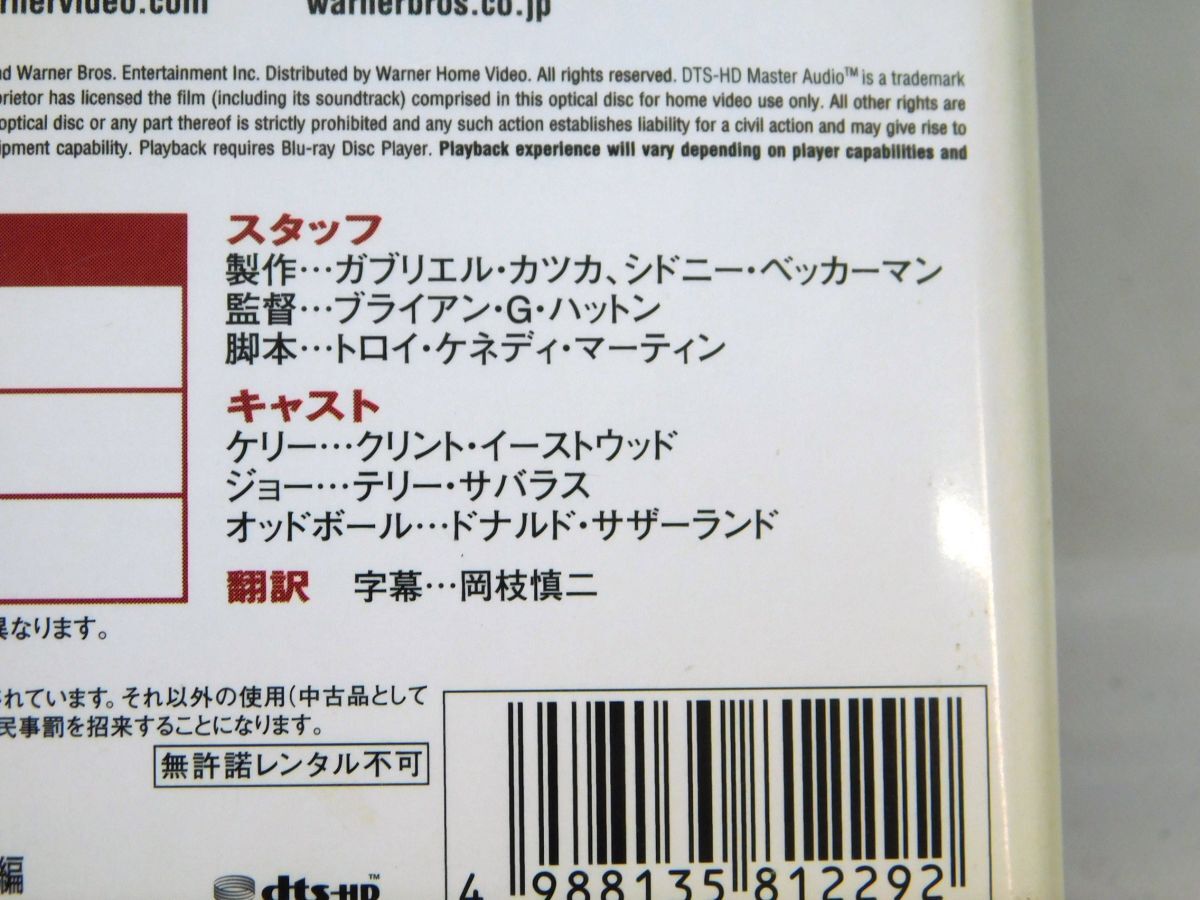 warnerbros.co.jp
Warner Bros. Entertainment Inc. Distributed by Warner Home Video. All rights reserved. DTS-HD Master Audio™ is a trademark
has licensed the film (including its soundtrack) comprised in this optical disc for home video use only. All other rights are
optical disc or any part thereof is strictly prohibited and any such action establishes liability for a civil action and may give rise to
capability. Playback requires Blu-ray Disc Player. Playback experience will vary depending on player capabilities and
スタッフ
製作…ガブリエル・カツカ、シドニー・ベッカーマン
監督…ブライアン・G・ハットン
脚本…トロイ・ケネディ・マーティン
キャスト
ケリー…クリント・イーストウッド
ジョー…テリー・サバラス
オッドボール…ドナルド・サザーランド
翻訳 字幕…岡枝慎二
異なります。
れています。それ以外の使用(中古品として
民事罰を招来することになります。
無許諾レンタル不可
編
dts-HD
4 988135 812292